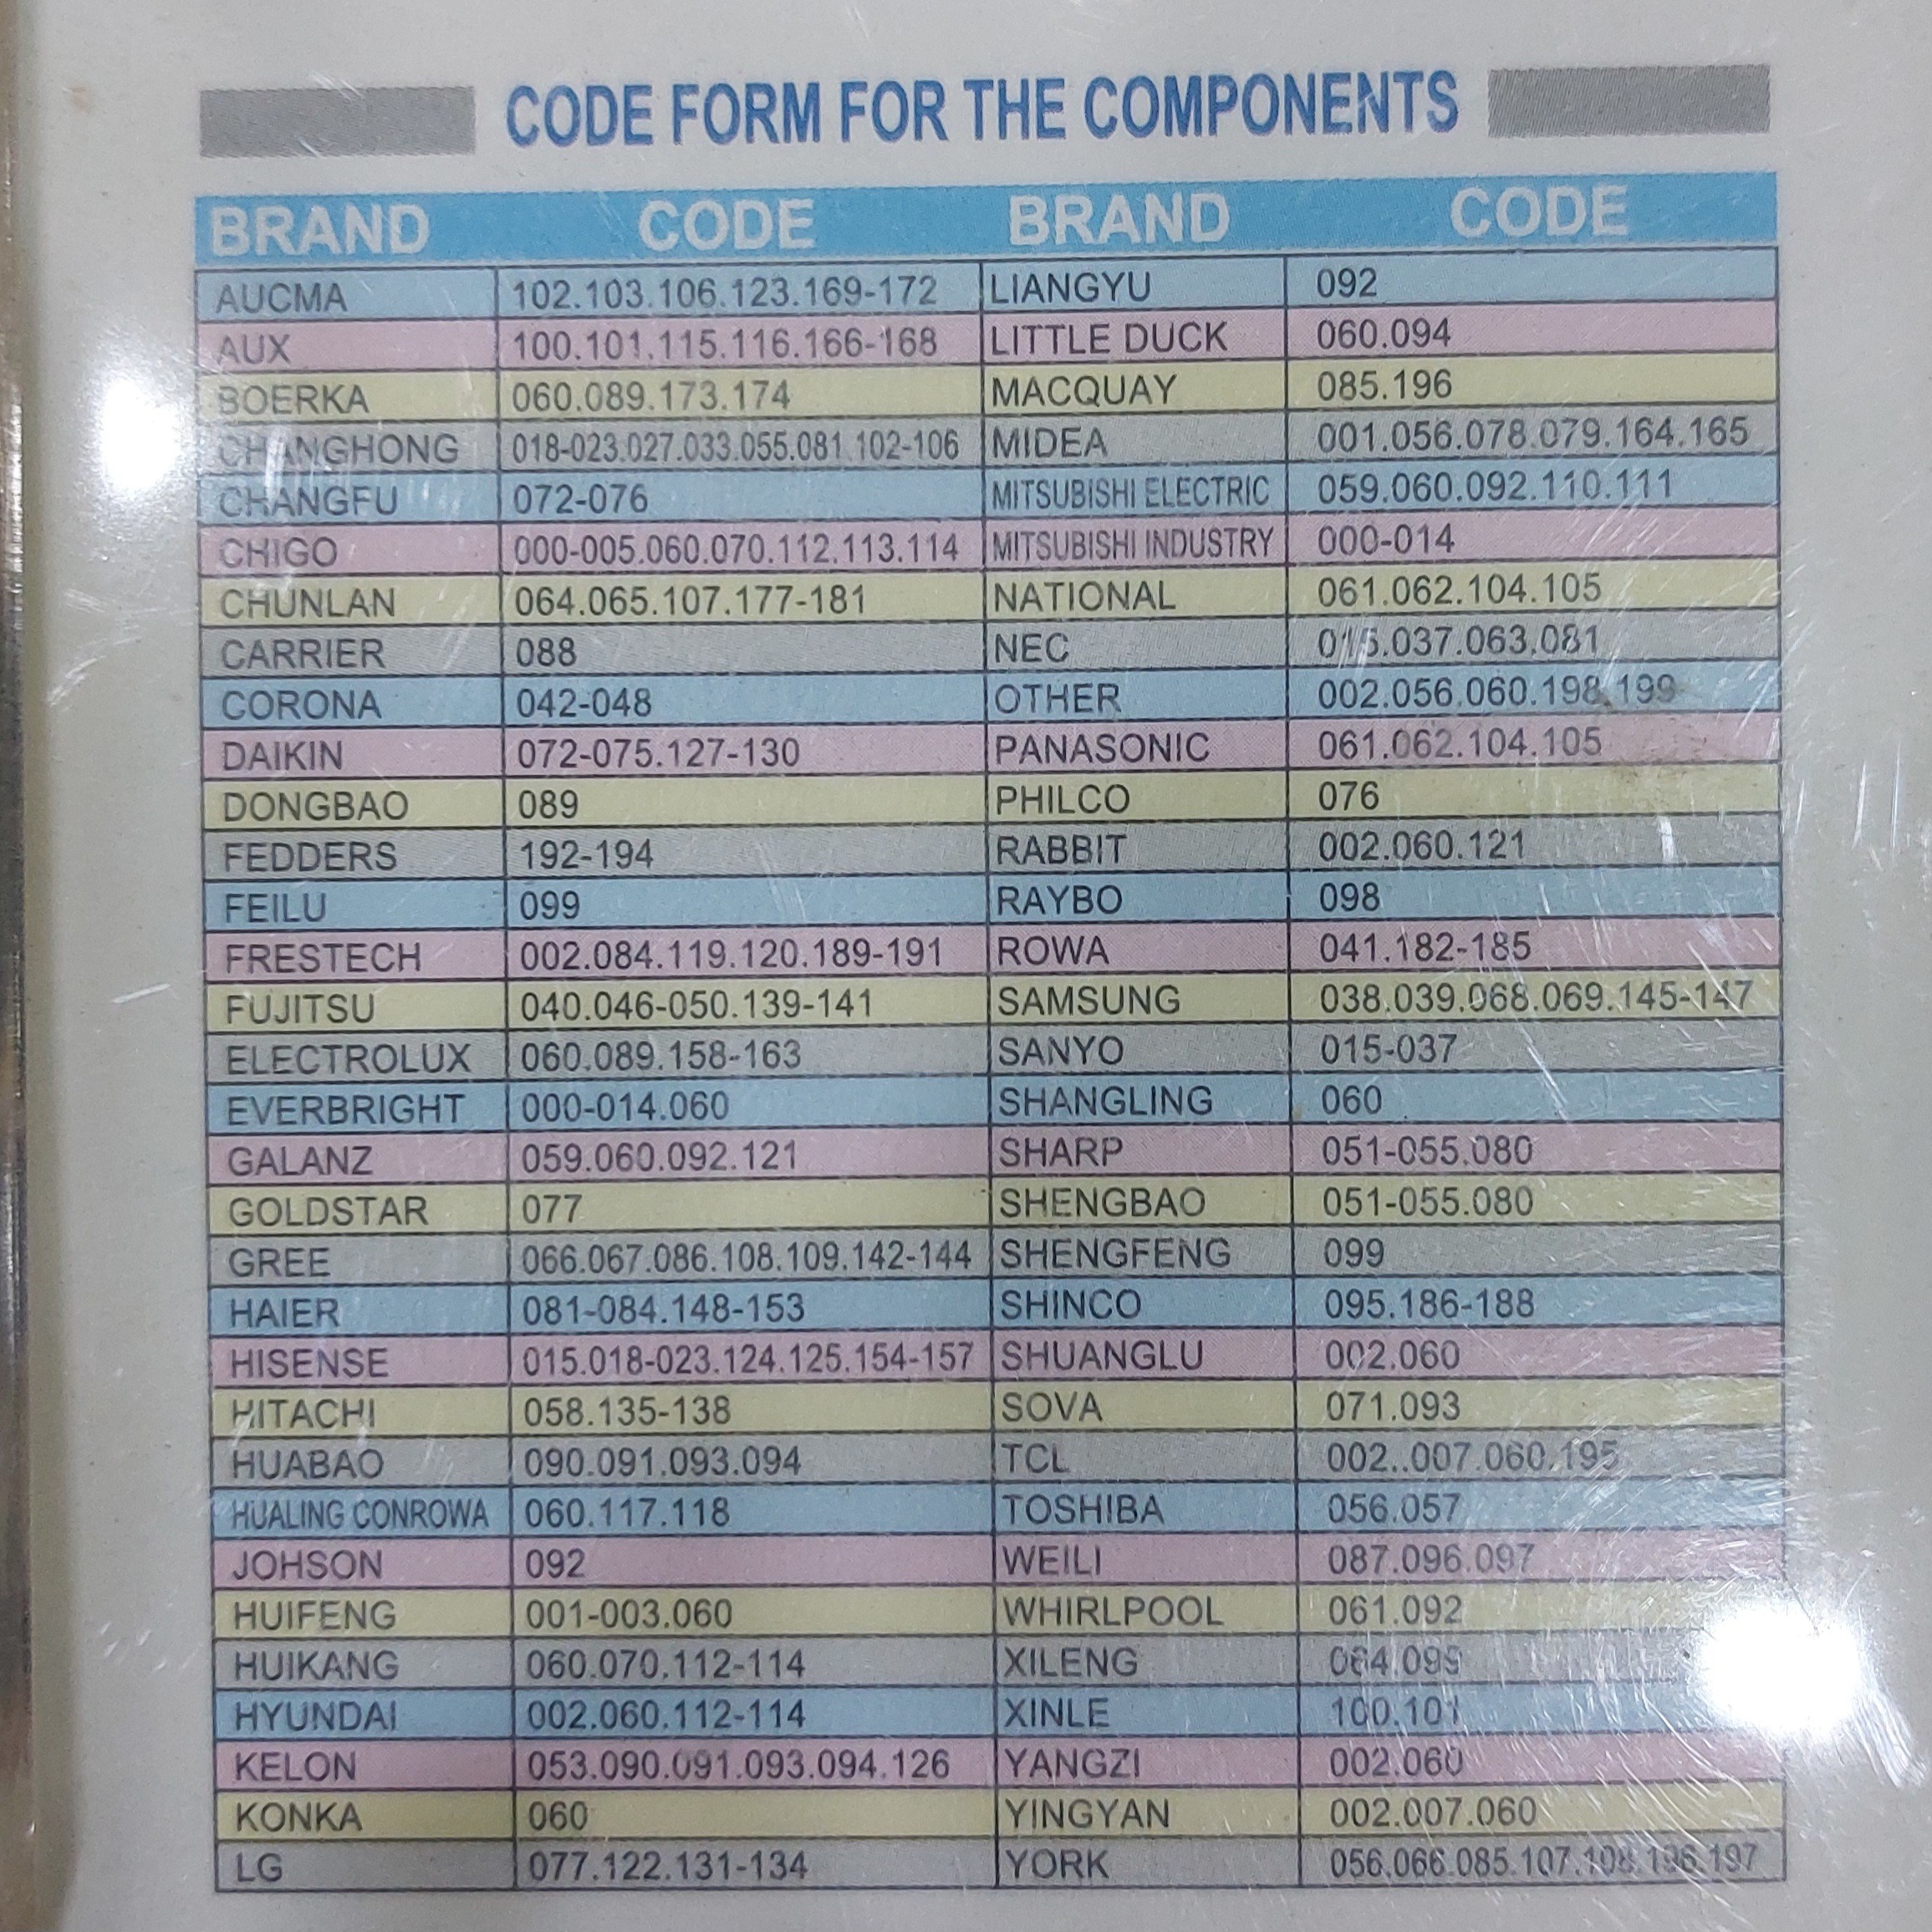 CODE FORM FOR THE COMPONENTS
BRAND CODE BRAND CODE
AUCMA 102.103.106.123.169-172 LIANGYU 092
AUX 100.101.115.116.166-168 LITTLE DUCK 060.094
BOERKA 060.089.173.174 MACQUAY 085.196
CHANGHONG 018-023.027.033.055.081.102-106 MIDEA 001.056.078.079.164.165
CHANGFU 072-076 MITSUBISHI ELECTRIC 059.060.092.110.111
CHIGO 000-005.060.070.112.113.114 MITSUBISHI INDUSTRY 000-014
CHUNLAN 064.065.107.177-181 NATIONAL 061.062.104.105
CARRIER 088 NEC 015.037.063.081
CORONA 042-048 OTHER 002.056.060.198.199
DAIKIN 072-075.127-130 PANASONIC 061.062.104.105
DONGBAO 089 PHILCO 076
FEDDERS 192-194 RABBIT 002.060.121
FEILU 099 RAYBO 098
FRESTECH 002.084.119.120.189-191 ROWA 041.182-185
FUJITSU 040.046-050.139-141 SAMSUNG 038.039.068.069.145-147
ELECTROLUX 060.089.158-163 SANYO 015-037
EVERBRIGHT 000-014.060 SHANGLING 060
GALANZ 059.060.092.121 SHARP 051-055.080
GOLDSTAR 077 SHENGBAO 051-055.080
GREE 066.067.086.108.109.142-144 SHENGFENG 099
HAIER 081-084.148-153 SHINCO 095.186-188
HISENSE 015.018-023.124.125.154-157 SHUANGLU 002.060
HITACHI 058.135-138 SOVA 071.093
HUABAO 090.091.093.094 TCL 002..007.060.195
HUALING CONROWA 060.117.118 TOSHIBA 056.057
JOHSON 092 WEILI 087.096.097
HUIFENG 001-003.060 WHIRLPOOL 061.092
HUIKANG 060.070.112-114 XILENG
HYUNDAI 002.060.112-114 XINLE 100.101
KELON 053.090.091.093.094.126 YANGZI 002.060
KONKA 060 YINGYAN 002.007.060
LG 077.122.131-134 YORK 056.066.085.107.108.196.197